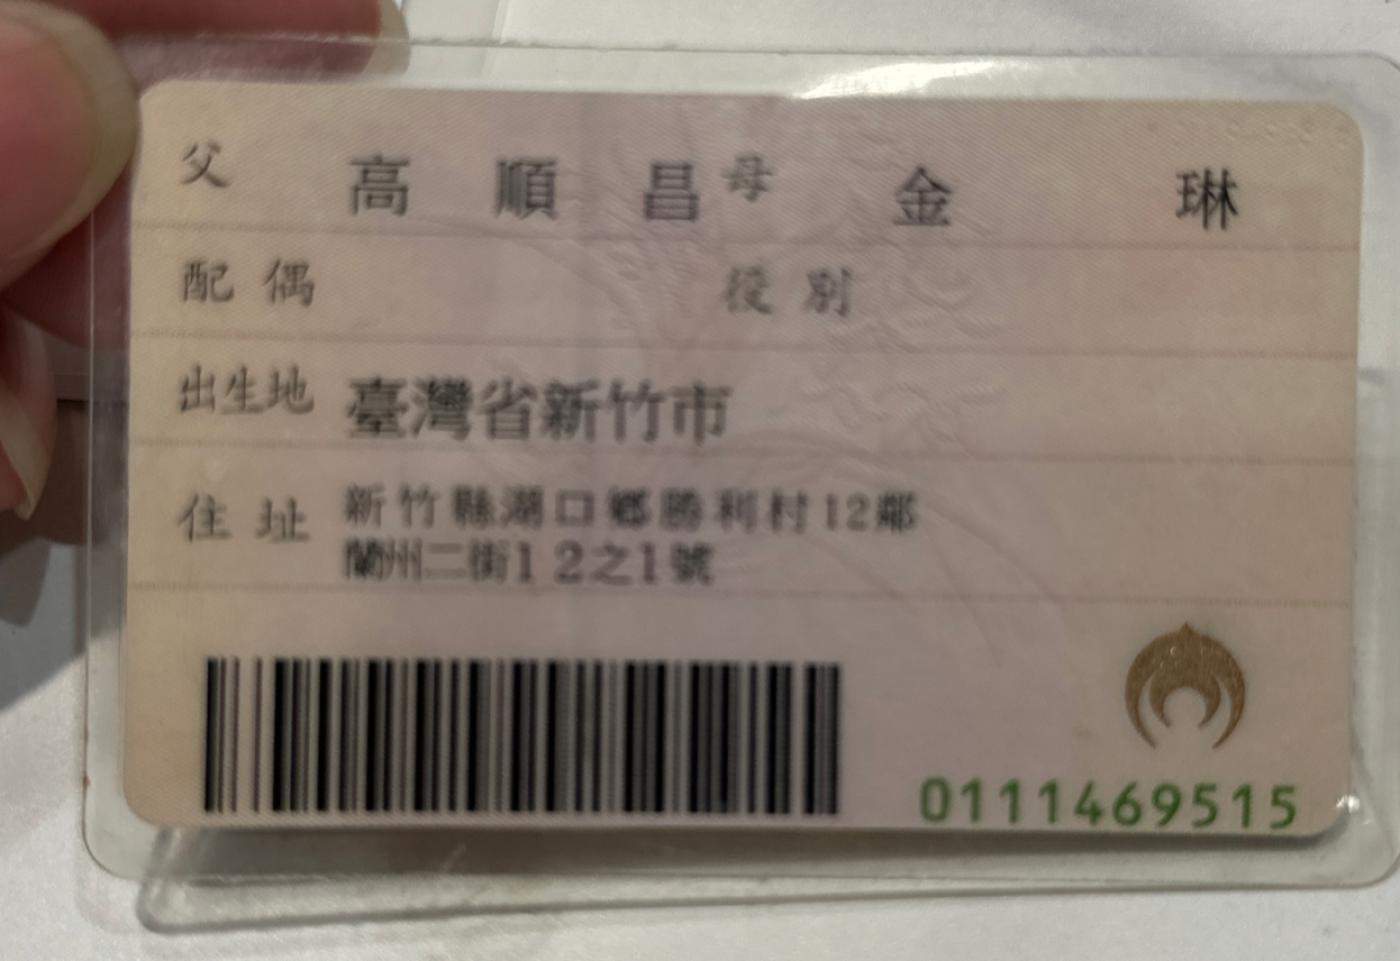 父 高順昌 母 金琳
配偶 役別
出生地 臺灣省新竹市
住址 新竹縣湖口鄉勝利村12鄰
蘭州二街12之1號
0111469515